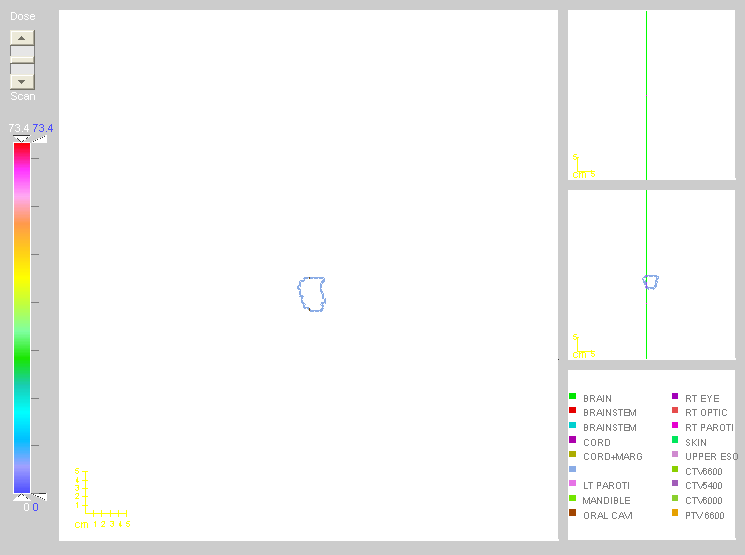 Dose
Scan
73.4 73.4
0 0
5
4
3
2
1
cm 1 2 3 4 5
5
cm 5
5
cm 5
BRAIN RT EYE
BRAINSTEM RT OPTIC
BRAINSTEM RT PAROTI
CORD SKIN
CORD+MARG UPPER ESO
CTV6600
LT PAROTI CTV5400
MANDIBLE CTV6000
ORAL CAVI PTV6600